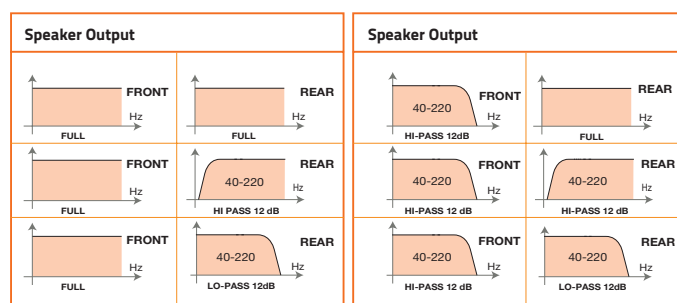 Speaker Output
FRONT
Hz
FULL
REAR
Hz
FULL
FRONT
Hz
FULL
40-220
REAR
Hz
HI PASS 12 dB
FRONT
Hz
FULL
40-220
REAR
Hz
LO-PASS 12dB
Speaker Output
40-220
FRONT
Hz
HI-PASS 12dB
REAR
Hz
FULL
40-220
FRONT
Hz
HI-PASS 12dB
40-220
REAR
Hz
HI-PASS 12 dB
40-220
FRONT
Hz
HI-PASS 12dB
40-220
REAR
Hz
LO-PASS 12dB